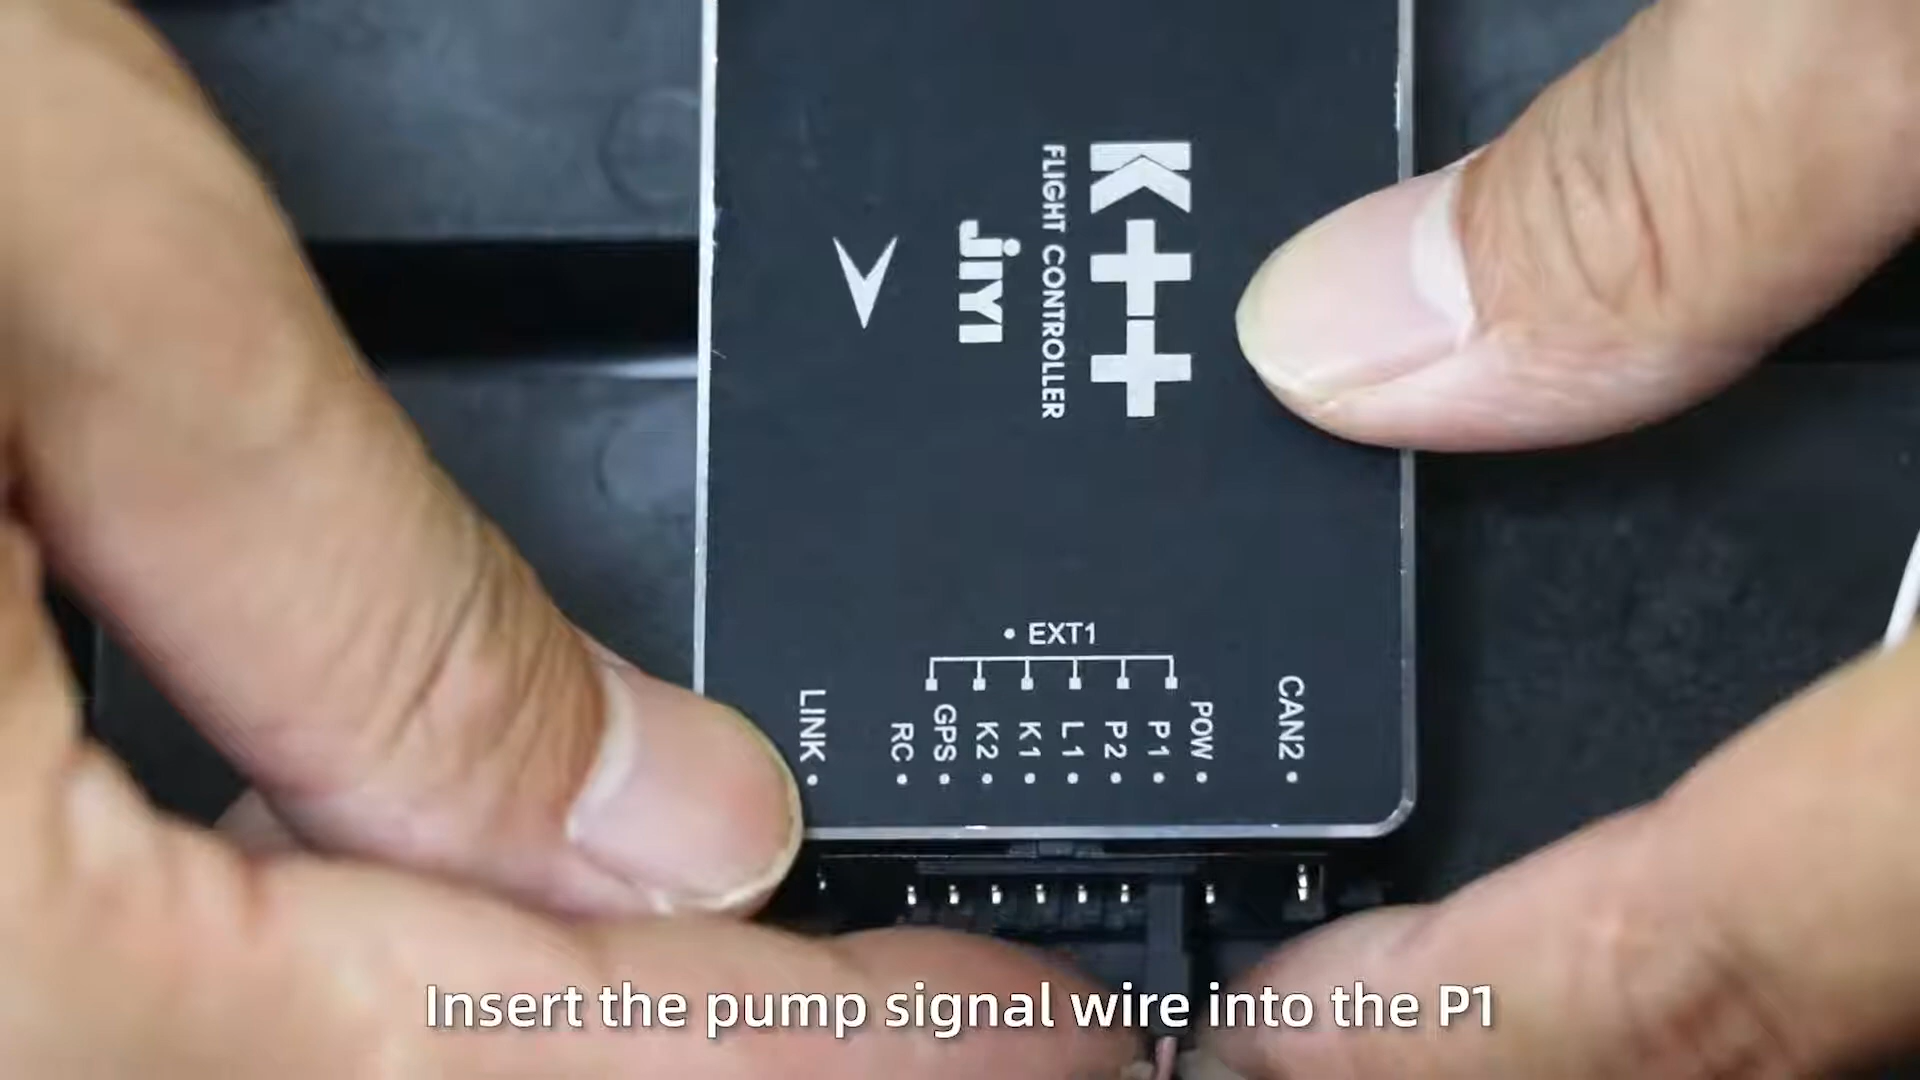 K++
FLIGHT CONTROLLER
JIYI
EXT1
LINK
RC
GPS
K2
K1
L1
P2
P1
POW
CAN2
Insert the pump signal wire into the P1